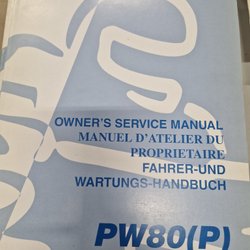 OWNER'S SERVICE MANUAL
MANUEL D'ATELIER DU
PROPRIETAIRE
FAHRER-UND
WARTUNGS-HANDBUCH
PW80(P)